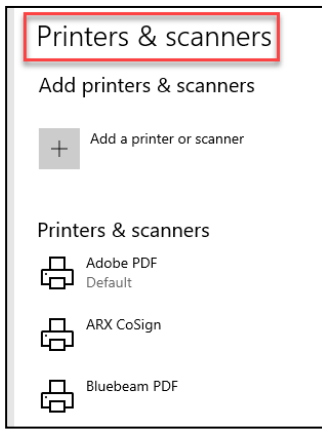 Printers & scanners
Add printers & scanners
Add a printer or scanner
Printers & scanners
Adobe PDF
Default
ARX CoSign
Bluebeam PDF